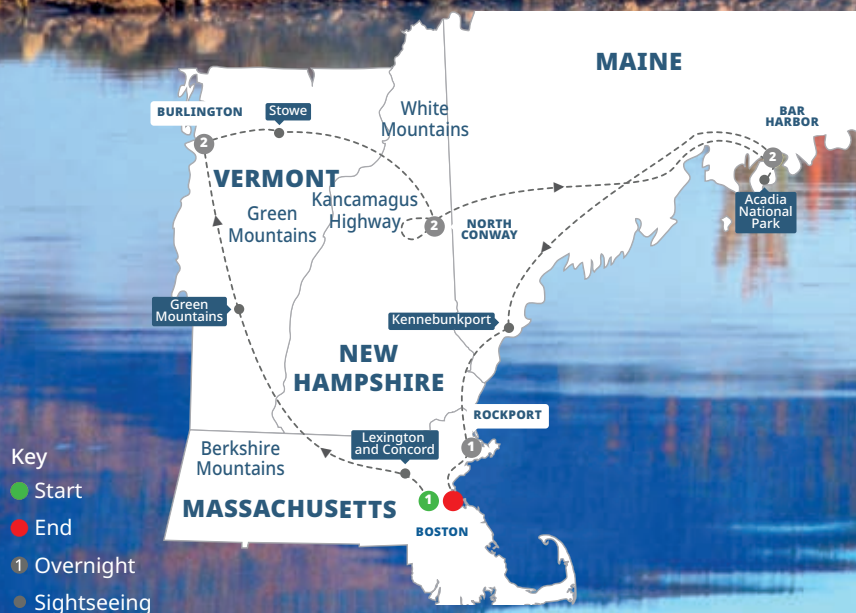 MAINE
BAR
HARBOR
BURLINGTON
Stowe
White
Mountains
2
2
VERMONT
Acadia
National
Park
Kancamagus
Highway
Green
Mountains
2
NORTH
CONWAY
Green
Mountains
Kennebunkport
NEW
HAMPSHIRE
ROCKPORT
Lexington
and Concord
1
Berkshire
Mountains
Key
Start
MASSACHUSETTS
1
BOSTON
End
1 Overnight
Sightseeing